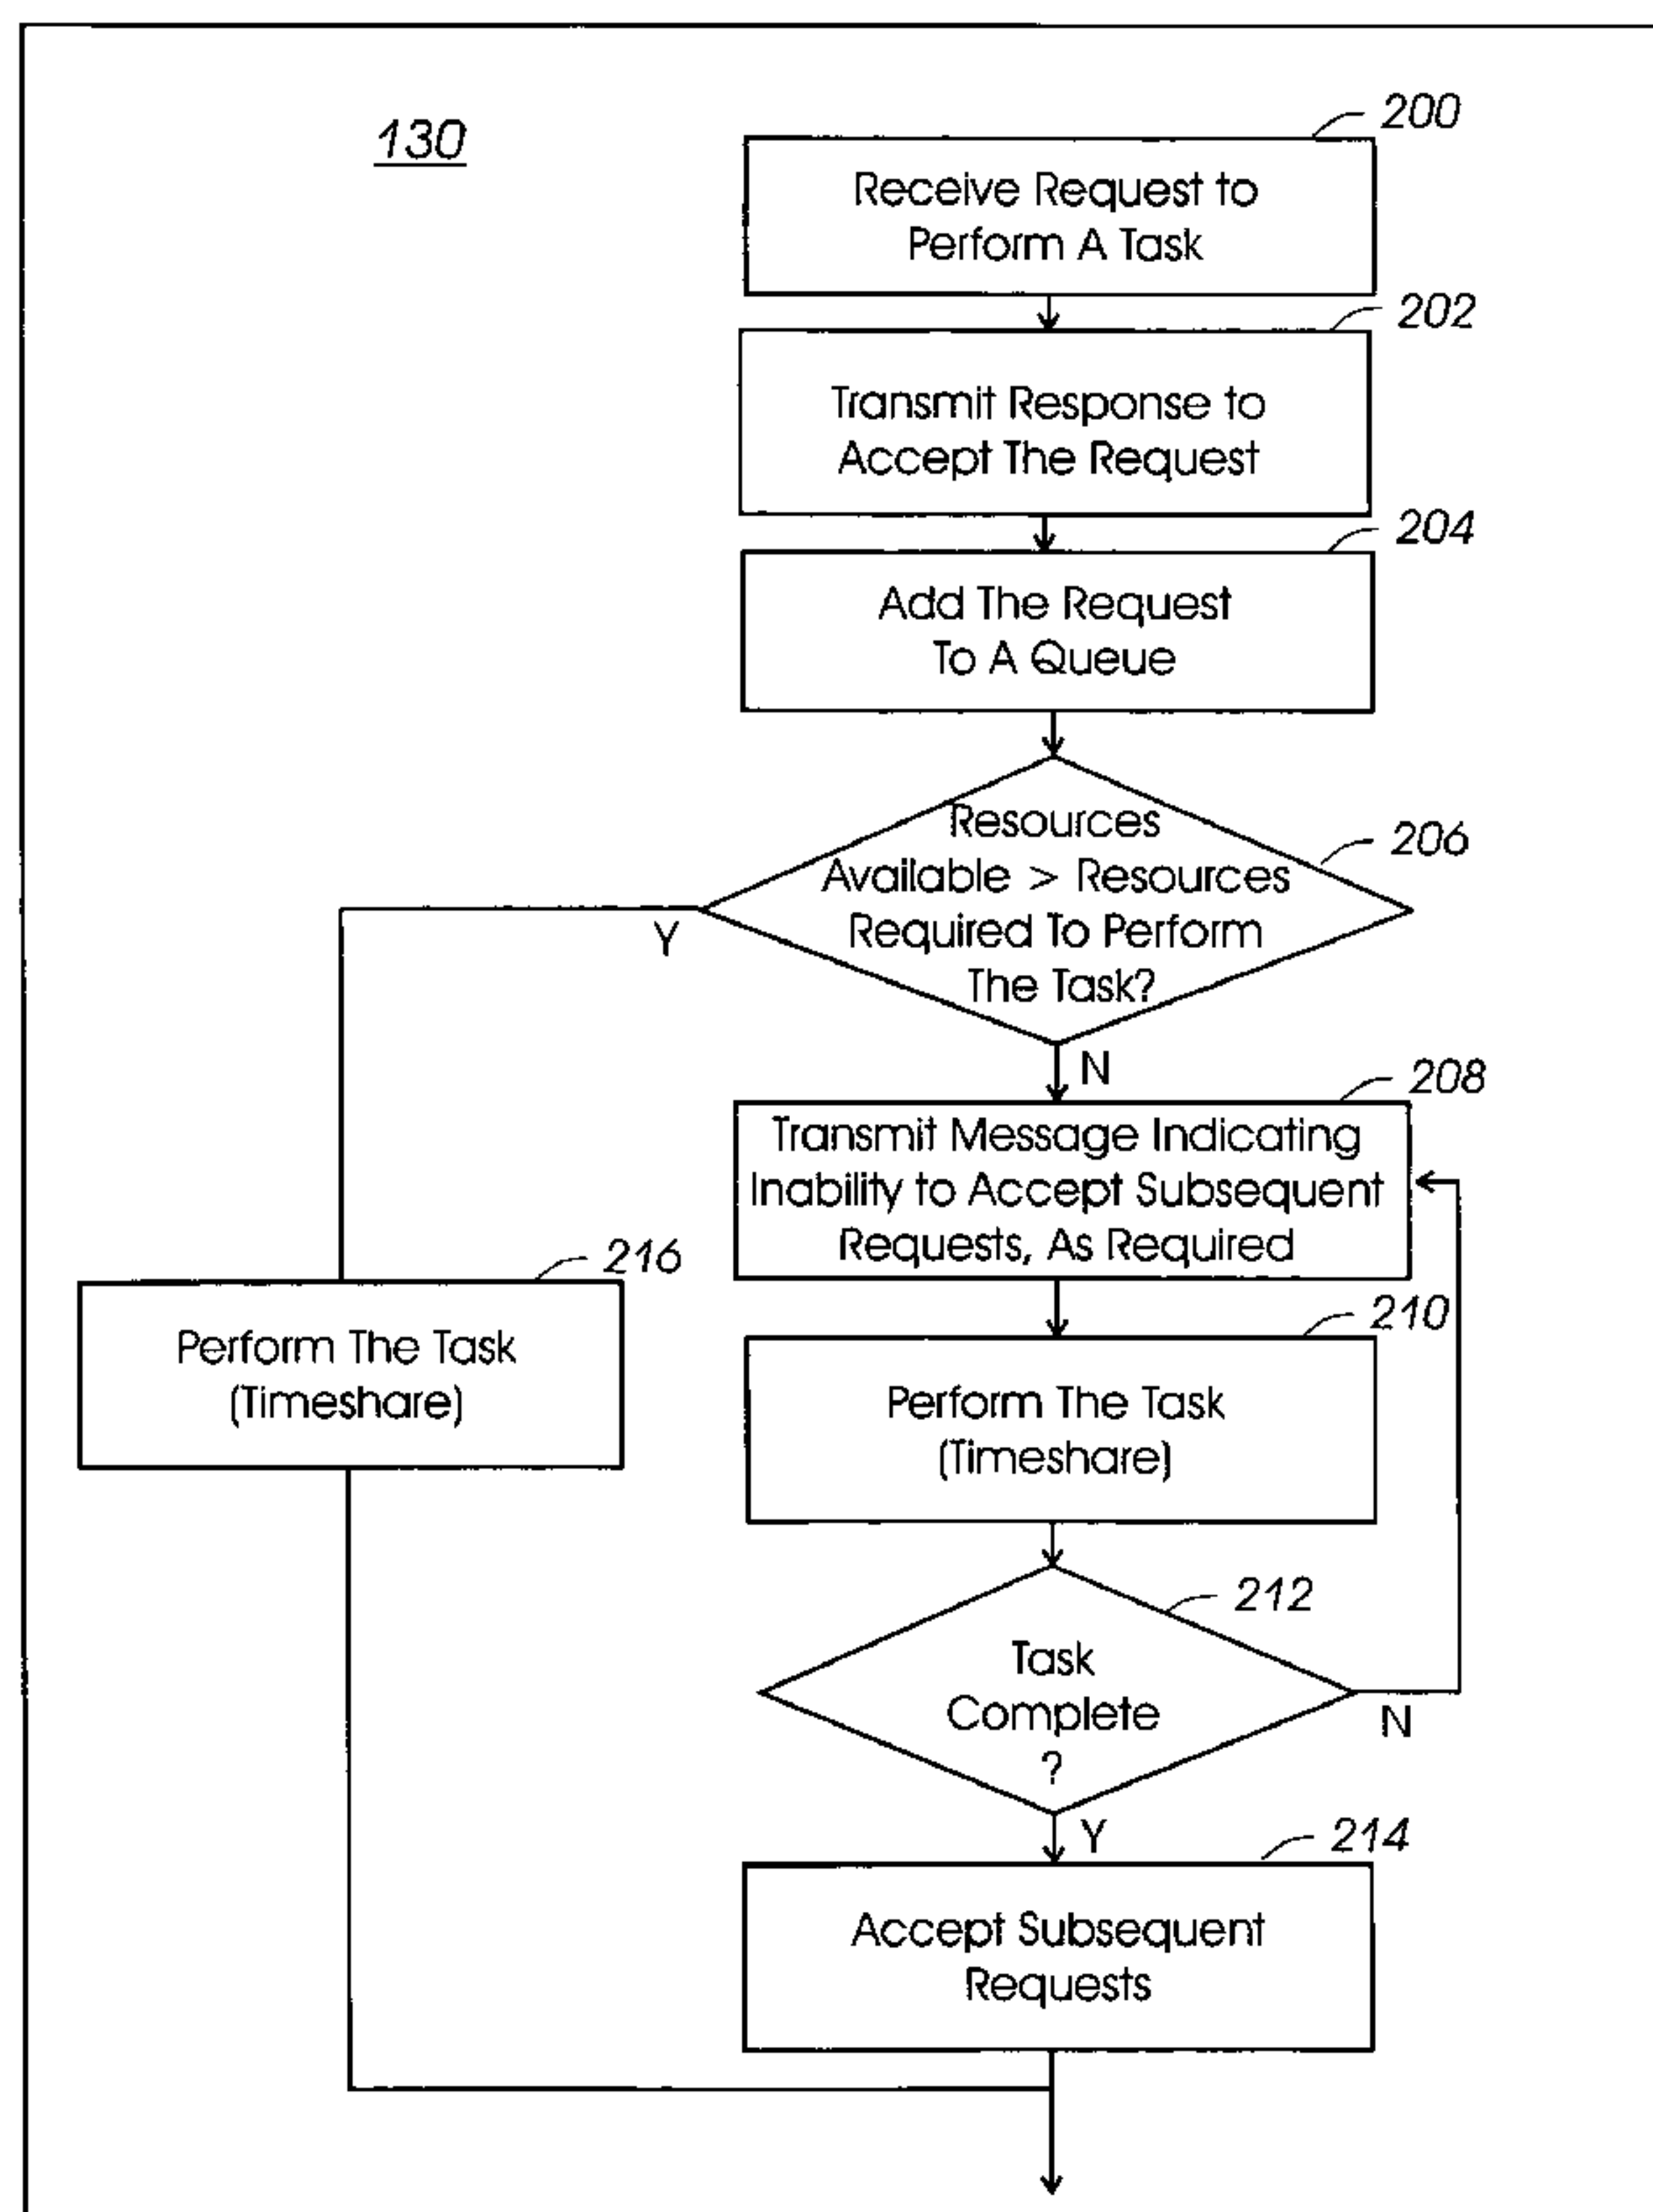 130
200
Receive Request to
Perform A Task
202
Transmit Response to
Accept The Request
204
Add The Request
To A Queue
206
Resources
Available > Resources
Required To Perform
The Task?
Y
N
208
Transmit Message Indicating
Inability to Accept Subsequent
Requests, As Required
216
Perform The Task
(Timeshare)
210
Perform The Task
(Timeshare)
212
Task
Complete
?
N
Y
214
Accept Subsequent
Requests